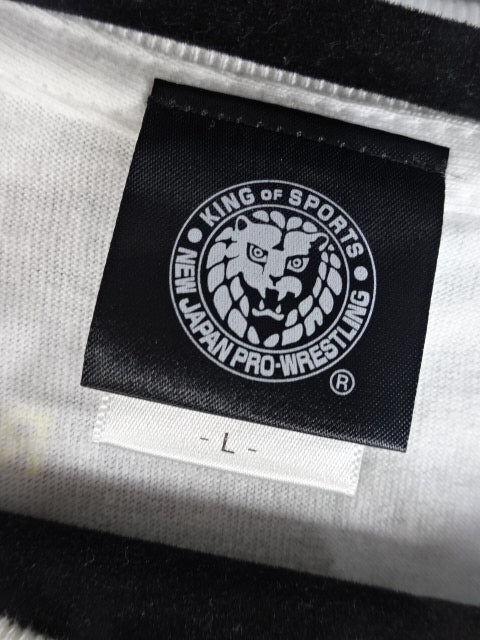 KING OF SPORTS
NEW JAPAN PRO-WRESTLING
®
- L -